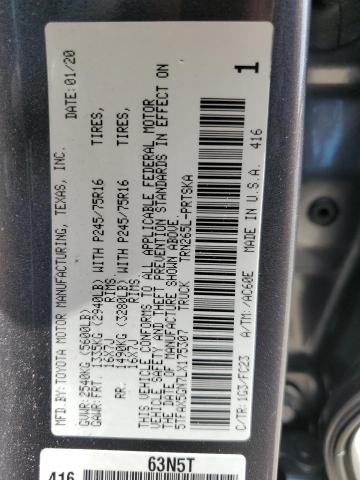 MFD. BY: TOYOTA MOTOR MANUFACTURING, TEXAS, INC. DATE: 01/20
GVWR: 2540KG (5600LB)
GAWR: FRT. 1335KG (2940LB) WITH P245/75R16 TIRES,
16X7J RIMS
RR. 1490KG (3280LB) WITH P245/75R16 TIRES,
16X7J RIMS
THIS VEHICLE CONFORMS TO ALL APPLICABLE FEDERAL MOTOR
VEHICLE SAFETY AND THEFT PREVENTION STANDARDS IN EFFECT ON
THE DATE OF MANUFACTURE SHOWN ABOVE.
5TFAX5GN7LX175307 TRUCK TRN265L-PRTSKA
C/TR:1G3/FC23 A/TM: /AC60E MADE IN U.S.A. 416
1
416
63N5T